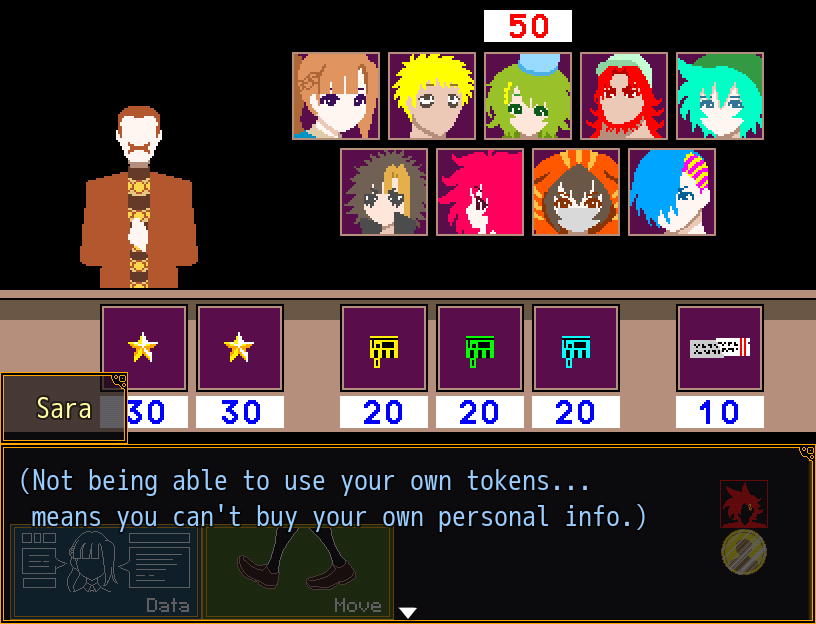 50
30 30 20 20 20 10
Sara
(Not being able to use your own tokens...
means you can't buy your own personal info.)
Data Move